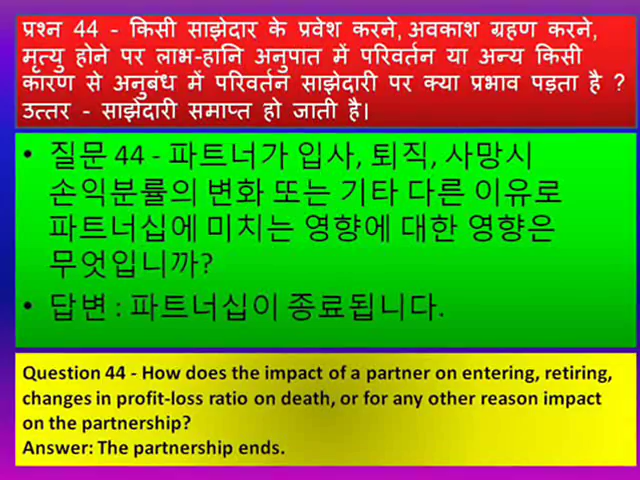 प्रश्न 44 - किसी साझेदार के प्रवेश करने, अवकाश ग्रहण करने,
मृत्यु होने पर लाभ-हानि अनुपात में परिवर्तन या अन्य किसी
कारण से अनुबंध में परिवर्तन साझेदारी पर क्या प्रभाव पड़ता है ?
उत्तर - साझेदारी समाप्त हो जाती है।
• 질문 44 - 파트너가 입사, 퇴직, 사망시
손익분률의 변화 또는 기타 다른 이유로
파트너십에 미치는 영향에 대한 영향은
무엇입니까?
• 답변 : 파트너십이 종료됩니다.
Question 44 - How does the impact of a partner on entering, retiring,
changes in profit-loss ratio on death, or for any other reason impact
on the partnership?
Answer: The partnership ends.